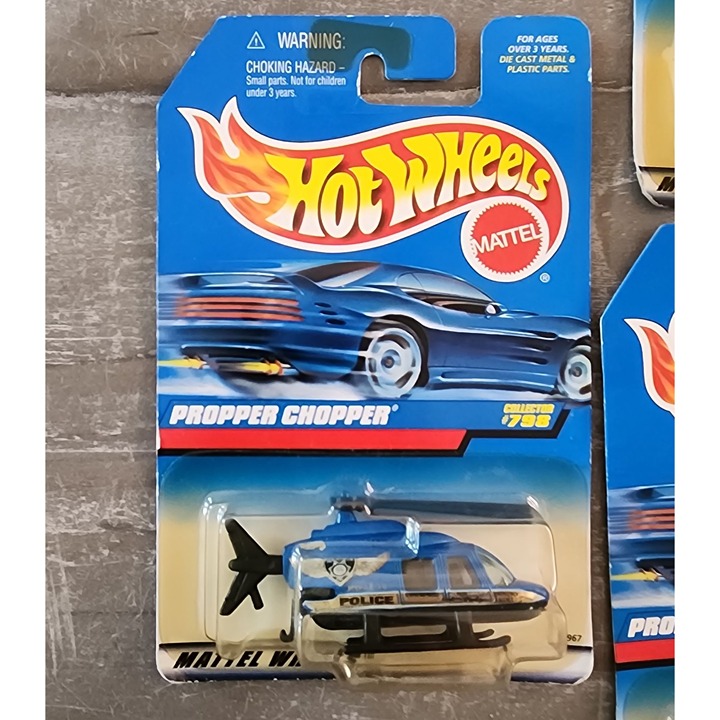 ⚠ WARNING:
CHOKING HAZARD –
Small parts. Not for children
under 3 years.
FOR AGES
OVER 3 YEARS.
DIE CAST METAL &
PLASTIC PARTS.
HOT WHEELS
MATTEL
®
PROPPER CHOPPER®
COLLECTOR
#798
POLICE
967
MATTEL
PRO